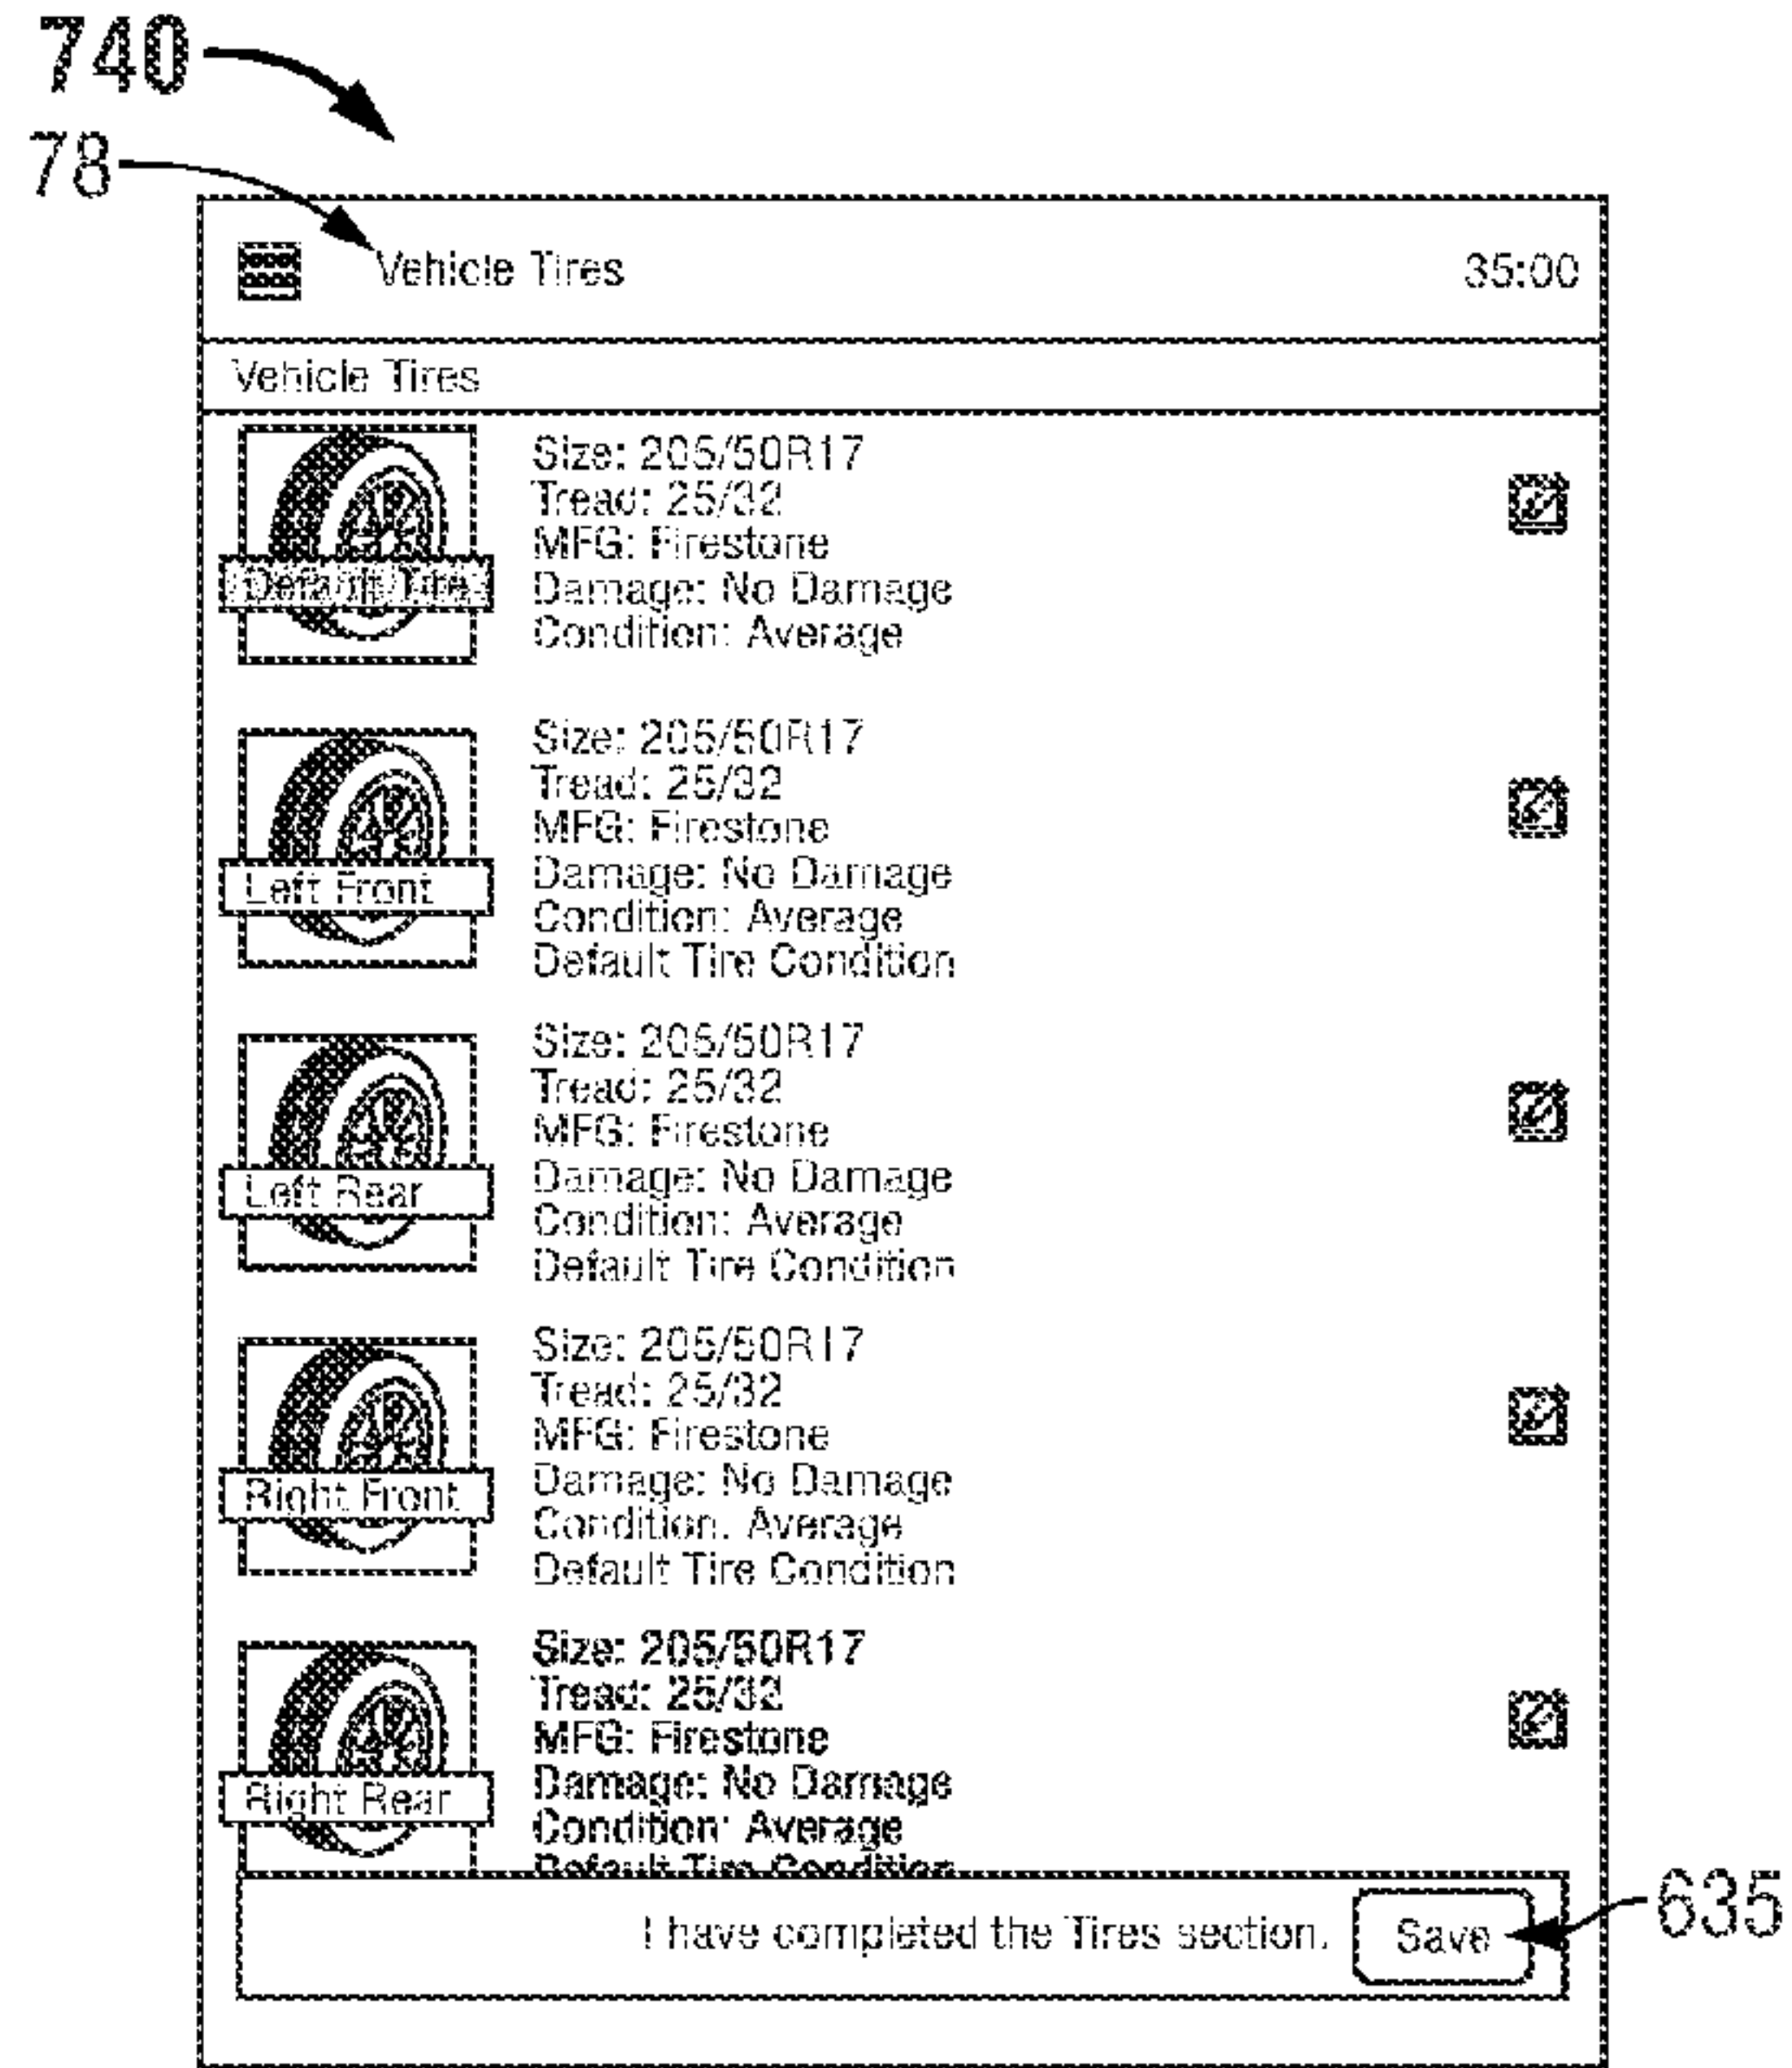 740
78
Vehicle Tires 35:00
Vehicle Tires
Size: 205/50R17
Tread: 25/32
MFG: Firestone
Default Tires
Damage: No Damage
Condition: Average
Size: 205/50R17
Tread: 25/32
MFG: Firestone
Left Front
Damage: No Damage
Condition: Average
Default Tire Condition
Size: 205/50R17
Tread: 25/32
MFG: Firestone
Left Rear
Damage: No Damage
Condition: Average
Default Tire Condition
Size: 205/50R17
Tread: 25/32
MFG: Firestone
Right Front
Damage: No Damage
Condition: Average
Default Tire Condition
Size: 205/50R17
Tread: 25/32
MFG: Firestone
Right Rear
Damage: No Damage
Condition: Average
Default Tire Condition
I have completed the Tires section. Save
635